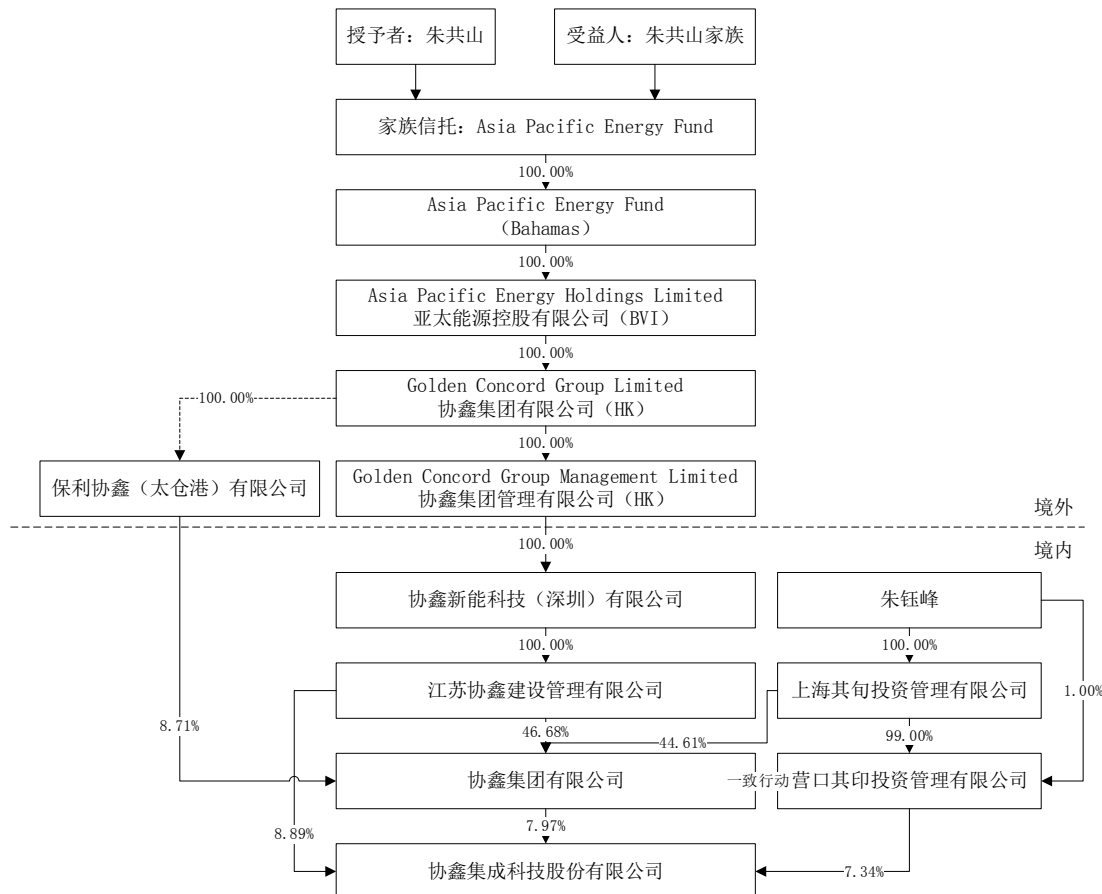 授予者：朱共山
受益人：朱共山家族
家族信托：Asia Pacific Energy Fund
100.00%
Asia Pacific Energy Fund
（Bahamas）
100.00%
Asia Pacific Energy Holdings Limited
亚太能源控股有限公司（BVI）
100.00%
Golden Concord Group Limited
协鑫集团有限公司（HK）
100.00%
100.00%
保利协鑫（太仓港）有限公司
Golden Concord Group Management Limited
协鑫集团管理有限公司（HK）
境外
100.00%
境内
协鑫新能科技（深圳）有限公司
朱钰峰
100.00%
100.00%
江苏协鑫建设管理有限公司
上海其旬投资管理有限公司
1.00%
8.71%
46.68%
44.61%
99.00%
协鑫集团有限公司
一致行动
营口其印投资管理有限公司
8.89%
7.97%
协鑫集成科技股份有限公司
7.34%